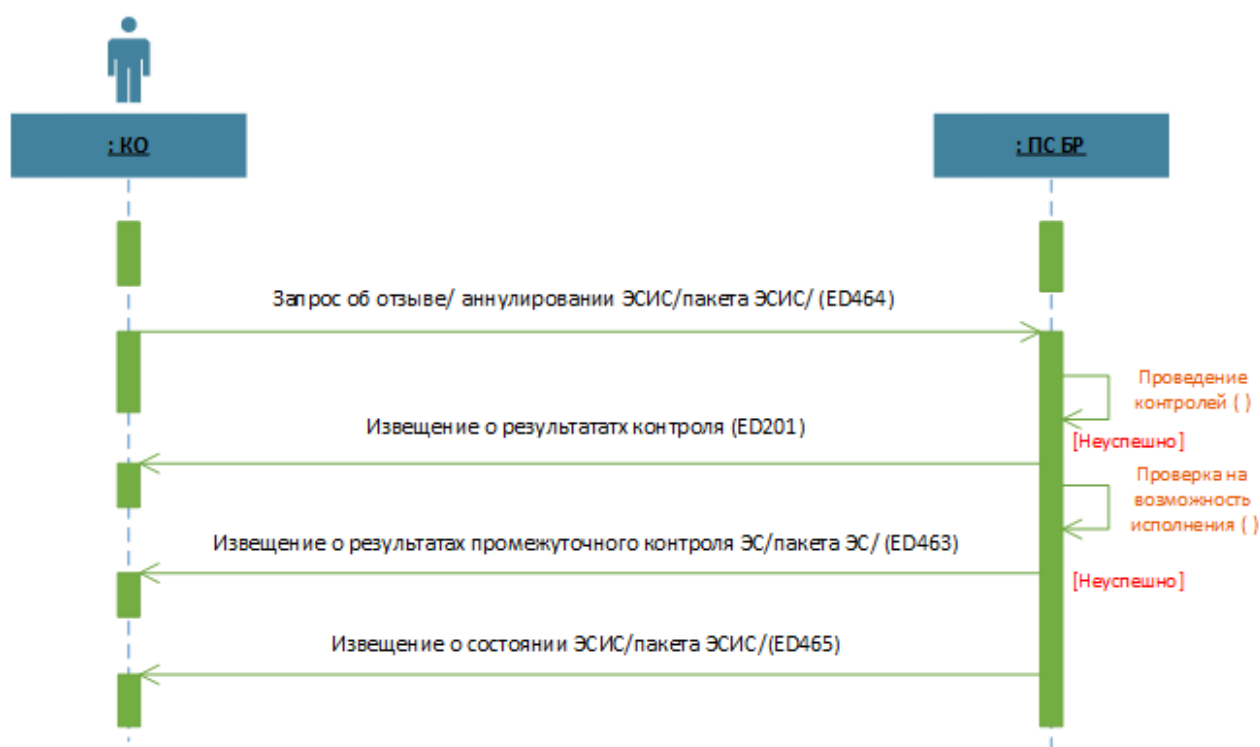 : КО
: ПС БР
Запрос об отзыве/ аннулировании ЭСИС/пакета ЭСИС/ (ED464)
Проведение
контролей ( )
Извещение о результататх контроля (ED201)
[Неуспешно]
Проверка на
возможность
исполнения ( )
Извещение о результатах промежуточного контроля ЭС/пакета ЭС/ (ED463)
[Неуспешно]
Извещение о состоянии ЭСИС/пакета ЭСИС/(ED465)